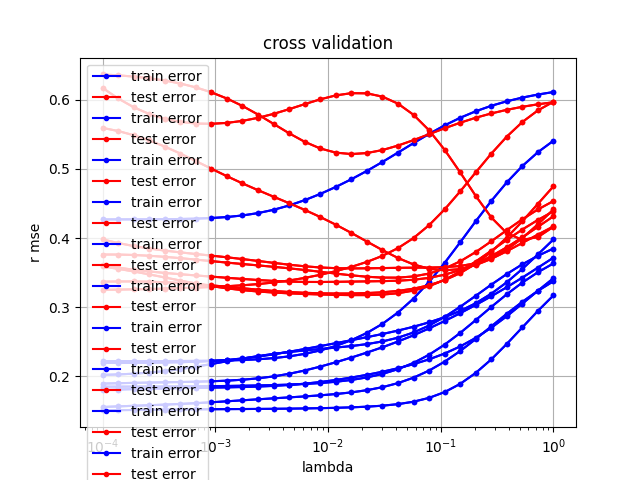 cross validation
r mse
0.6
0.5
0.4
0.3
0.2
train error
test error
train error
test error
train error
test error
train error
test error
train error
test error
train error
test error
train error
test error
train error
test error
train error
test error
train error
test error
10⁻⁴
10⁻³
10⁻²
10⁻¹
10⁰
lambda